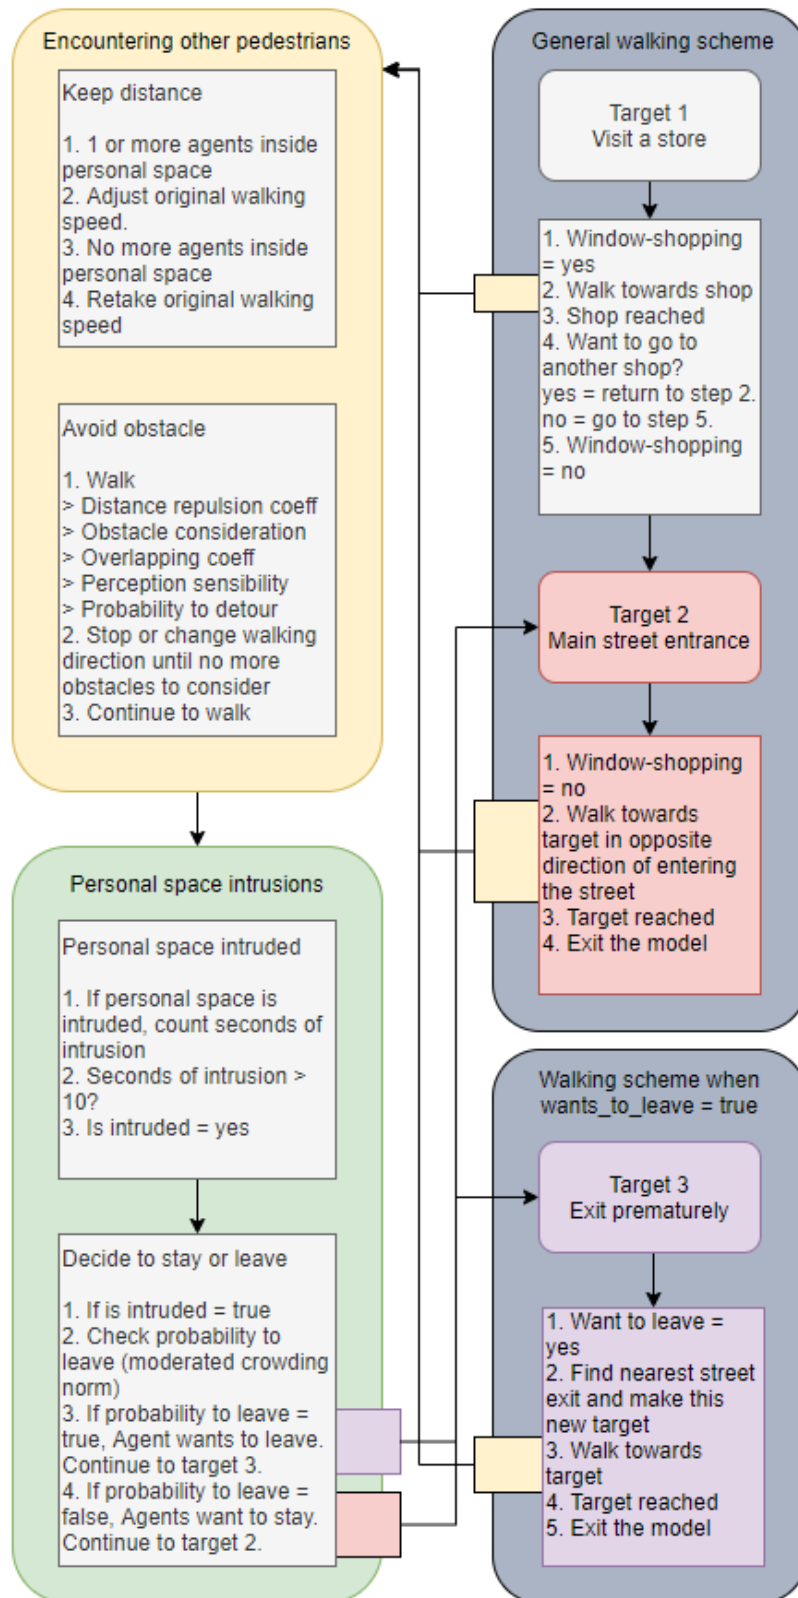 Encountering other pedestrians
Keep distance
1. 1 or more agents inside
personal space
2. Adjust original walking
speed.
3. No more agents inside
personal space
4. Retake original walking
speed
Avoid obstacle
1. Walk
> Distance repulsion coeff
> Obstacle consideration
> Overlapping coeff
> Perception sensibility
> Probability to detour
2. Stop or change walking
direction until no more
obstacles to consider
3. Continue to walk
Personal space intrusions
Personal space intruded
1. If personal space is
intruded, count seconds of
intrusion
2. Seconds of intrusion >
10?
3. Is intruded = yes
Decide to stay or leave
1. If is intruded = true
2. Check probability to
leave (moderated crowding
norm)
3. If probability to leave =
true, Agent wants to leave.
Continue to target 3.
4. If probability to leave =
false, Agents want to stay.
Continue to target 2.
General walking scheme
Target 1
Visit a store
1. Window-shopping
= yes
2. Walk towards shop
3. Shop reached
4. Want to go to
another shop?
yes = return to step 2.
no = go to step 5.
5. Window-shopping
= no
Target 2
Main street entrance
1. Window-shopping
= no
2. Walk towards
target in opposite
direction of entering
the street
3. Target reached
4. Exit the model
Walking scheme when
wants_to_leave = true
Target 3
Exit prematurely
1. Want to leave =
yes
2. Find nearest street
exit and make this
new target
3. Walk towards
target
4. Target reached
5. Exit the model